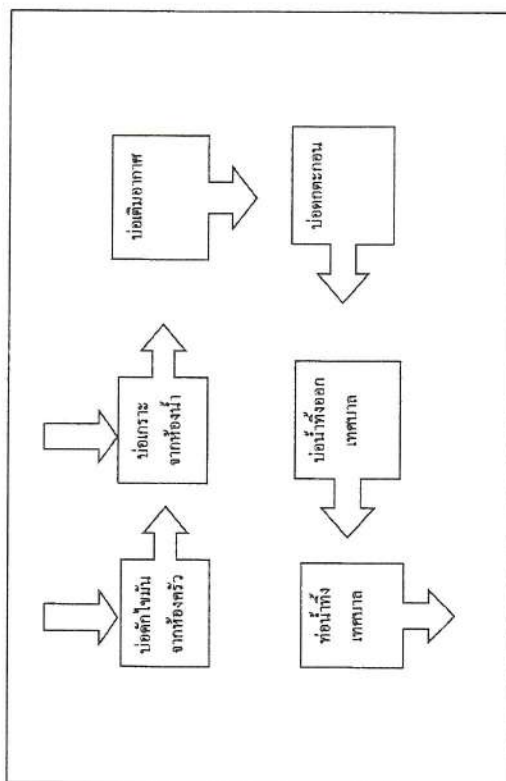 บ่อดักไขมัน
จากห้องครัว
บ่อเกราะ
จากห้องน้ำ
บ่อเติมอากาศ
บ่อตกตะกอน
บ่อน้ำทิ้งออก
เทศบาล
ท่อน้ำทิ้ง
เทศบาล